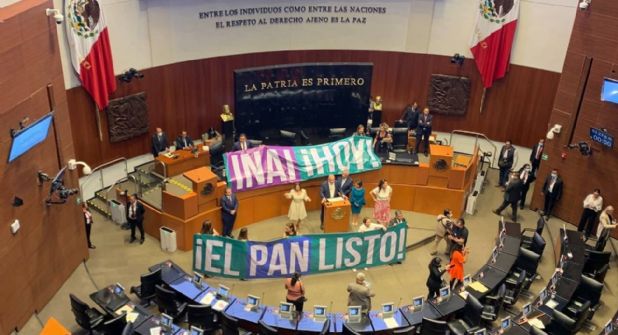 ENTRE LOS INDIVIDUOS COMO ENTRE LAS NACIONES
EL RESPETO AL DERECHO AJENO ES LA PAZ
LA PATRIA ES PRIMERO
INAI ¡HOY!
¡EL PAN LISTO!